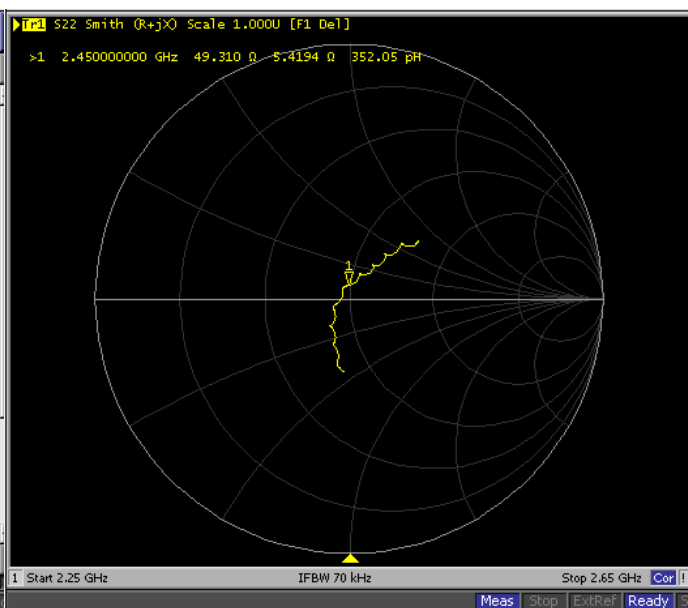 Tr1 S22 Smith (R+jX) Scale 1.000U [F1 Del]
>1 2.450000000 GHz 49.310 Ω 5.4194 Ω 352.05 pH
1
1 Start 2.25 GHz IFBW 70 kHz Stop 2.65 GHz Cor !
Meas Stop ExtRef Ready